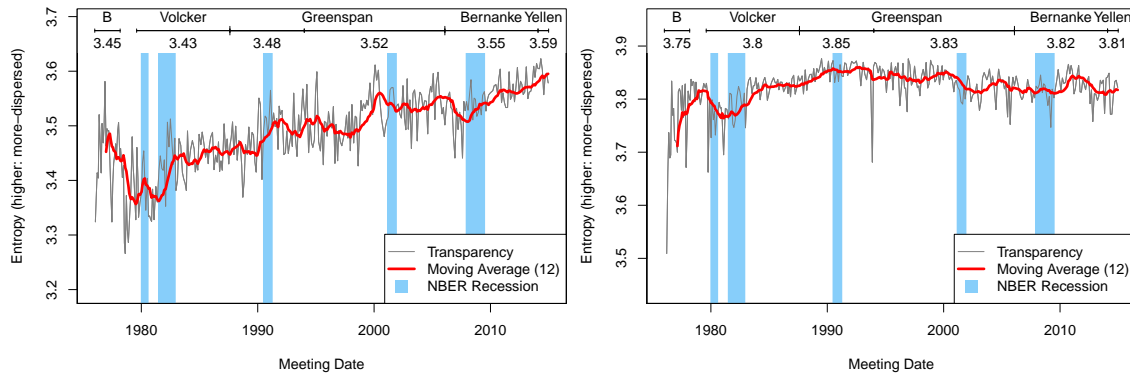 B Volcker Greenspan Bernanke Yellen
3.45 3.43 3.48 3.52 3.55 3.59
3.7
3.6
3.5
3.4
3.3
3.2
Entropy (higher: more−dispersed)
Transparency
Moving Average (12)
NBER Recession
1980 1990 2000 2010
Meeting Date
B Volcker Greenspan Bernanke Yellen
3.75 3.8 3.85 3.83 3.82 3.81
3.9
3.8
3.7
3.6
3.5
Entropy (higher: more−dispersed)
Transparency
Moving Average (12)
NBER Recession
1980 1990 2000 2010
Meeting Date